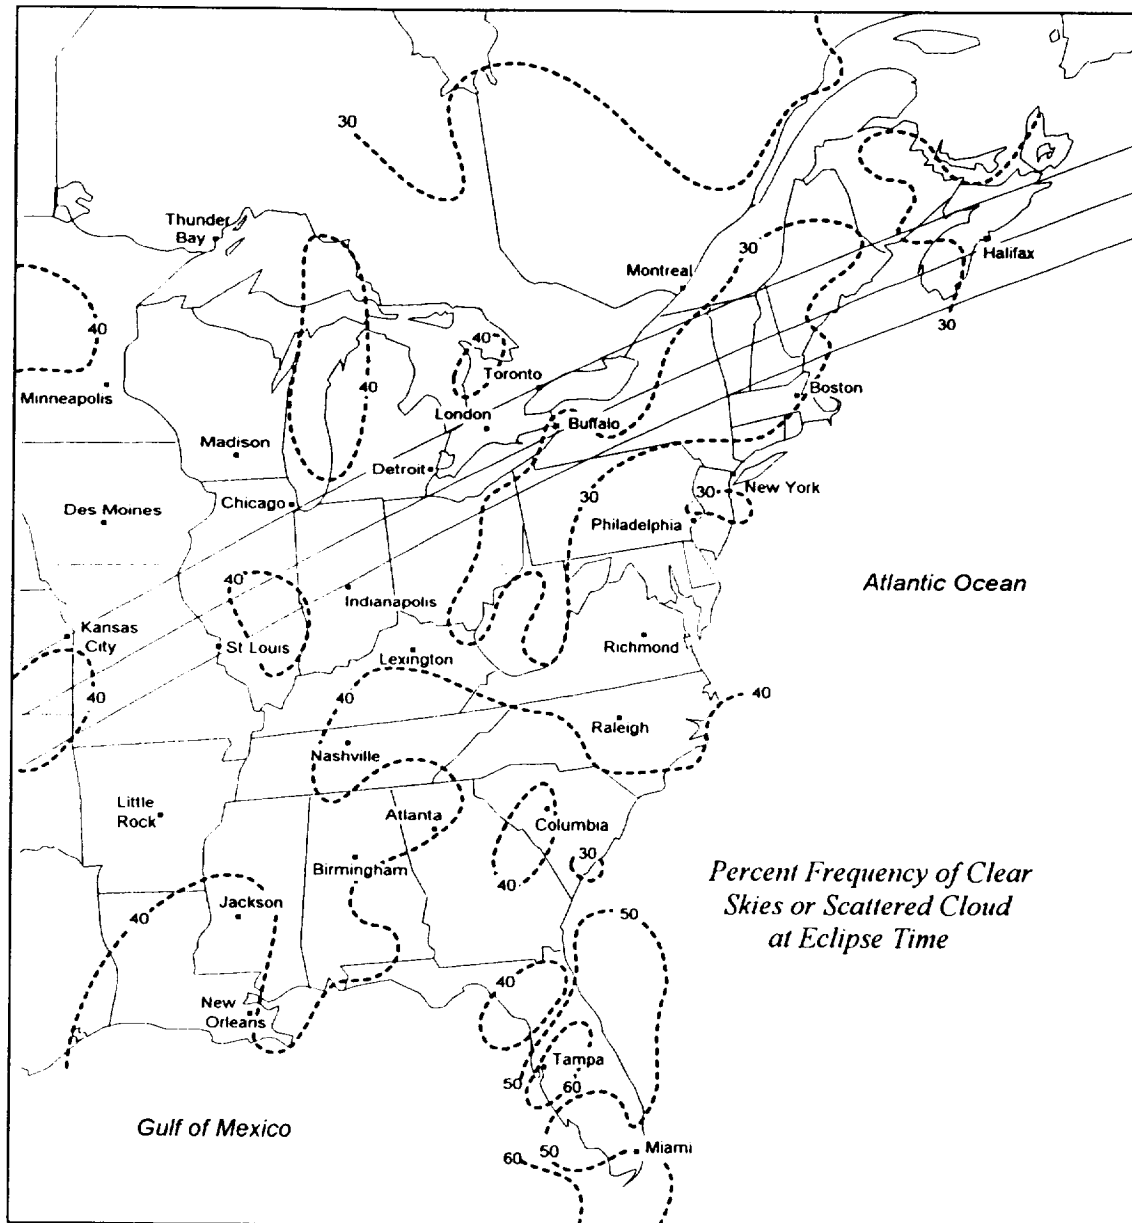 30
Thunder
Bay
30
Montreal
Halifax
40
40
30
Minneapolis
Toronto
40
Boston
London
Buffalo
Madison
Detroit
Chicago
30
30
New York
Des Moines
Philadelphia
40
Indianapolis
Atlantic Ocean
Kansas
City
St Louis
Lexington
Richmond
40
40
40
Raleigh
Nashville
Little
Rock
Atlanta
Columbia
30
Birmingham
40
Percent Frequency of Clear
Skies or Scattered Cloud
at Eclipse Time
40
Jackson
50
40
New
Orleans
Tampa
50
60
Gulf of Mexico
50
Miami
60